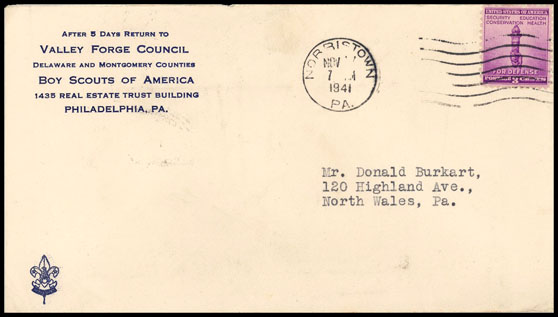 AFTER 5 DAYS RETURN TO
VALLEY FORGE COUNCIL
DELAWARE AND MONTGOMERY COUNTIES
BOY SCOUTS OF AMERICA
1435 REAL ESTATE TRUST BUILDING
PHILADELPHIA, PA.
NORRISTOWN
NOV
7 M
1941
PA.
UNITED STATES OF AMERICA
SECURITY EDUCATION
CONSERVATION HEALTH
FOR DEFENSE
3
Mr. Donald Burkart,
120 Highland Ave.,
North Wales, Pa.